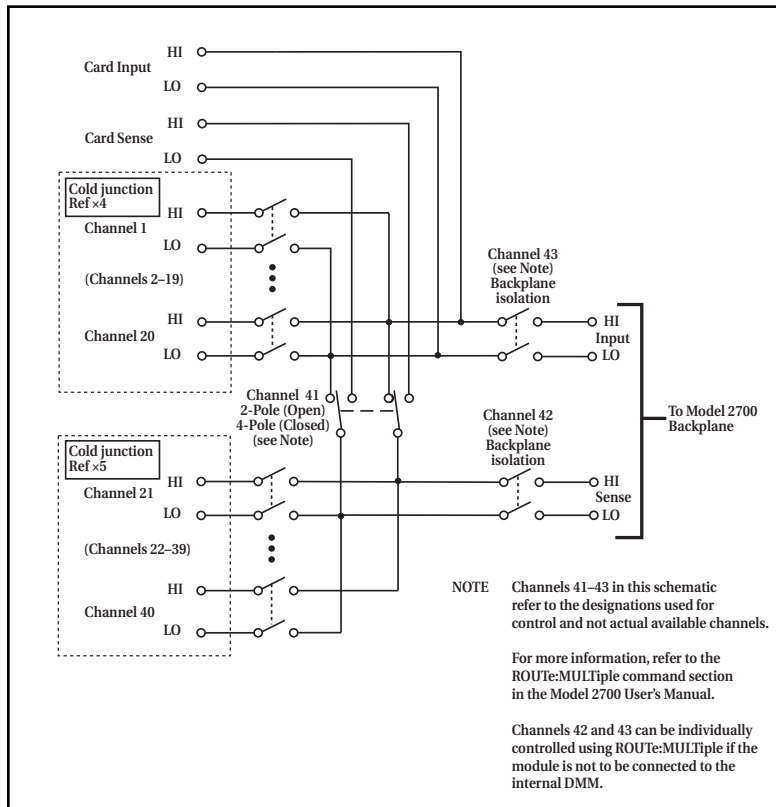 HI
Card Input
LO
HI
Card Sense
LO
Cold junction
Ref ×4
HI
Channel 1
LO
(Channels 2–19)
HI
Channel 20
LO
Channel 43
(see Note)
Backplane
isolation
HI
Input
LO
Channel 41
2-Pole (Open)
4-Pole (Closed)
(see Note)
To Model 2700
Backplane
Channel 42
(see Note)
Backplane
isolation
Cold junction
Ref ×5
HI
Channel 21
LO
HI
Sense
LO
(Channels 22–39)
HI
Channel 40
LO
NOTE Channels 41–43 in this schematic
refer to the designations used for
control and not actual available channels.
For more information, refer to the
ROUTe:MULTiple command section
in the Model 2700 User's Manual.
Channels 42 and 43 can be individually
controlled using ROUTe:MULTiple if the
module is not to be connected to the
internal DMM.